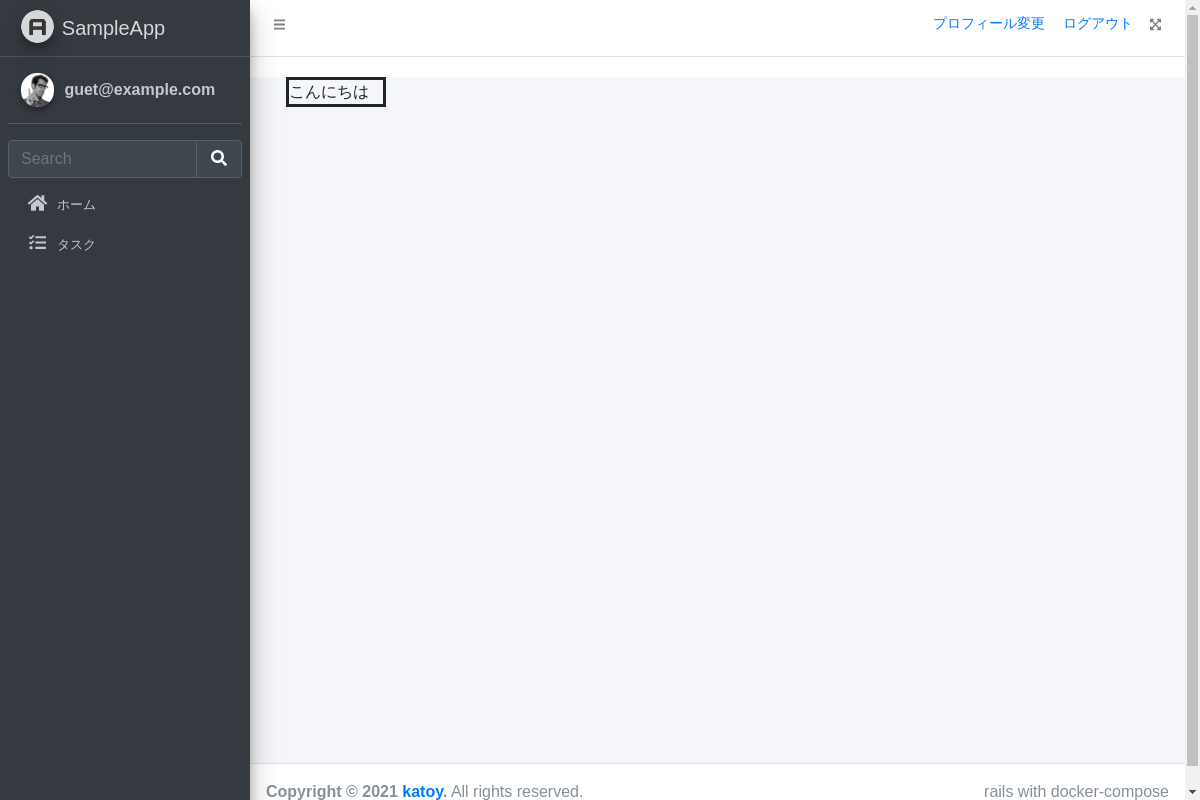 SampleApp
プロフィール変更 ログアウト
guet@example.com
こんにちは
Search
ホーム
タスク
Copyright © 2021 katoy. All rights reserved.
rails with docker-compose